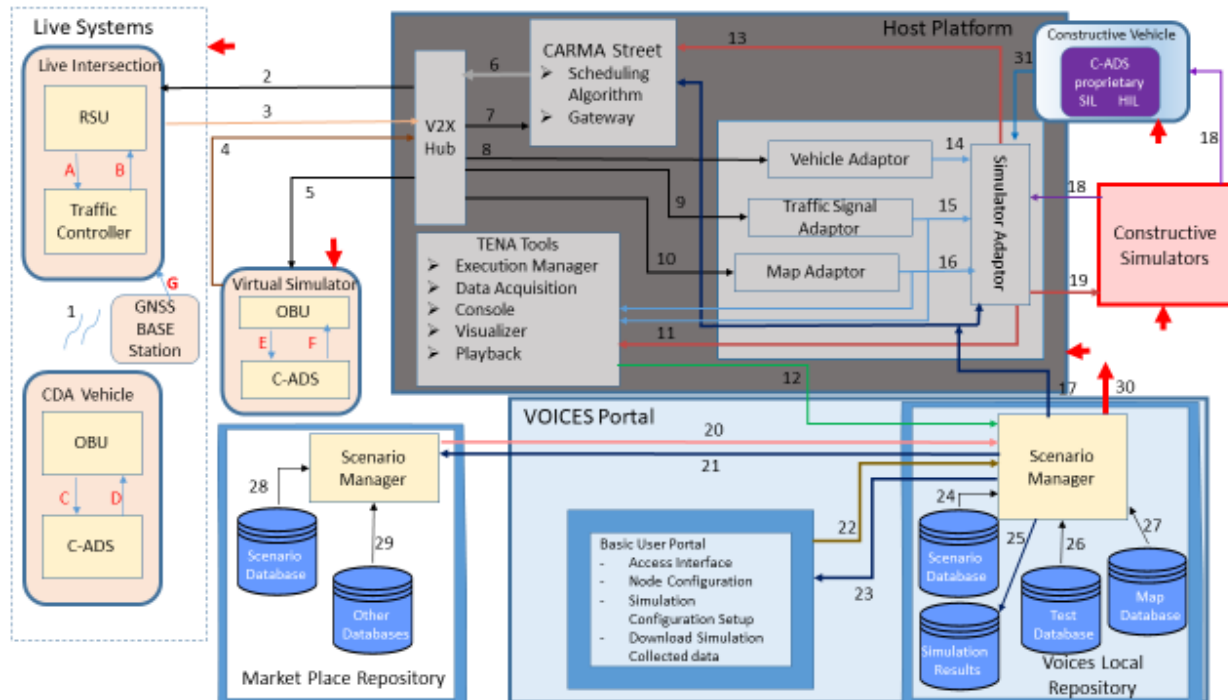 Live Systems
Live Intersection
RSU
A
B
Traffic
Controller
G
GNSS
BASE
Station
1
CDA Vehicle
OBU
C
D
C-ADS
2
3
4
5
Virtual Simulator
OBU
E
F
C-ADS
Host Platform
V2X
Hub
6
7
8
9
10
CARMA Street
➢ Scheduling
Algorithm
➢ Gateway
13
TENA Tools
➢ Execution Manager
➢ Data Acquisition
➢ Console
➢ Visualizer
➢ Playback
11
12
Vehicle Adaptor
14
Traffic Signal
Adaptor
15
Map Adaptor
16
Simulator Adaptor
31
Constructive Vehicle
C-ADS
proprietary
SIL HIL
18
18
19
Constructive
Simulators
17
30
VOICES Portal
20
21
22
23
Basic User Portal
- Access Interface
- Node Configuration
- Simulation
Configuration Setup
- Download Simulation
Collected data
Scenario
Manager
28
29
Scenario
Database
Other
Databases
Market Place Repository
Scenario
Manager
24
25
26
27
Scenario
Database
Simulation
Results
Test
Database
Map
Database
Voices Local
Repository